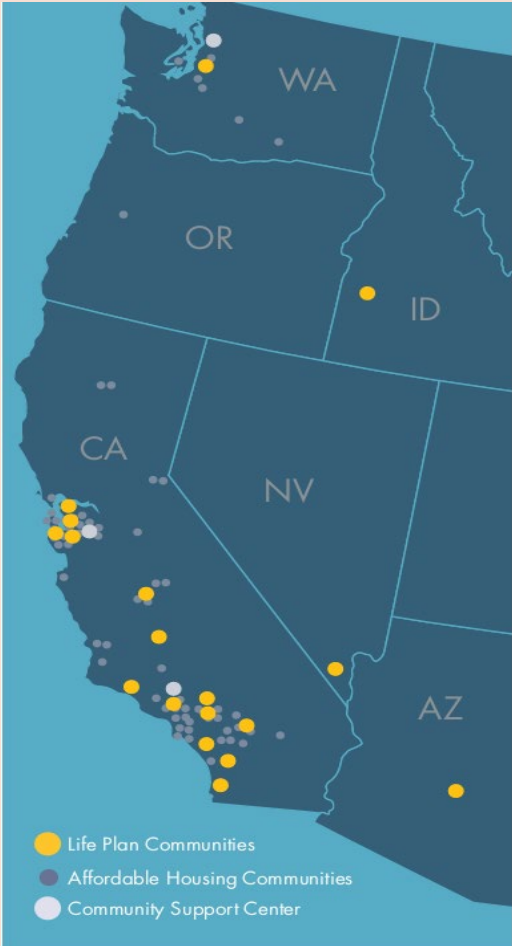 WA
OR
ID
CA
NV
AZ
Life Plan Communities
Affordable Housing Communities
Community Support Center